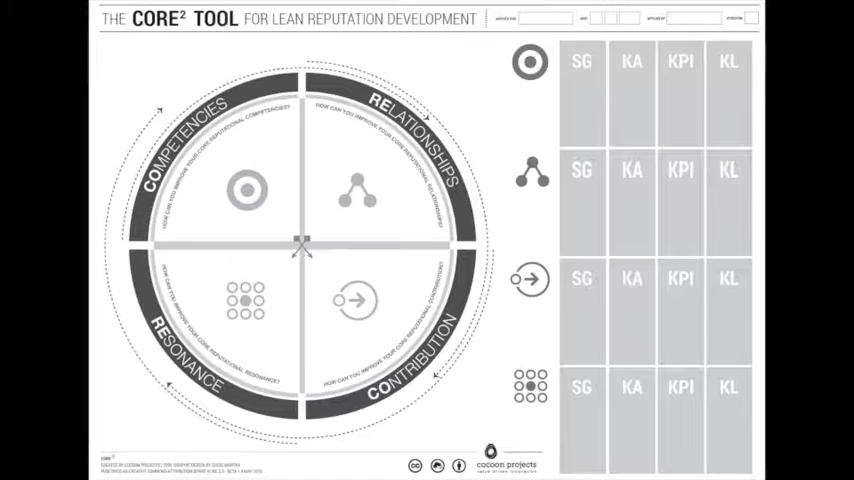 THE CORE² TOOL FOR LEAN REPUTATION DEVELOPMENT
COMPETENCIES
HOW CAN YOU IMPROVE YOUR CORE REPUTATIONAL COMPETENCIES?
RELATIONSHIPS
HOW CAN YOU IMPROVE YOUR CORE REPUTATIONAL RELATIONSHIPS?
RESONANCE
HOW CAN YOU IMPROVE YOUR CORE REPUTATIONAL RESONANCE?
CONTRIBUTION
HOW CAN YOU IMPROVE YOUR CORE REPUTATIONAL CONTRIBUTION?
SG KA KPI KL
SG KA KPI KL
SG KA KPI KL
SG KA KPI KL
CORE²
cc
cocoon projects